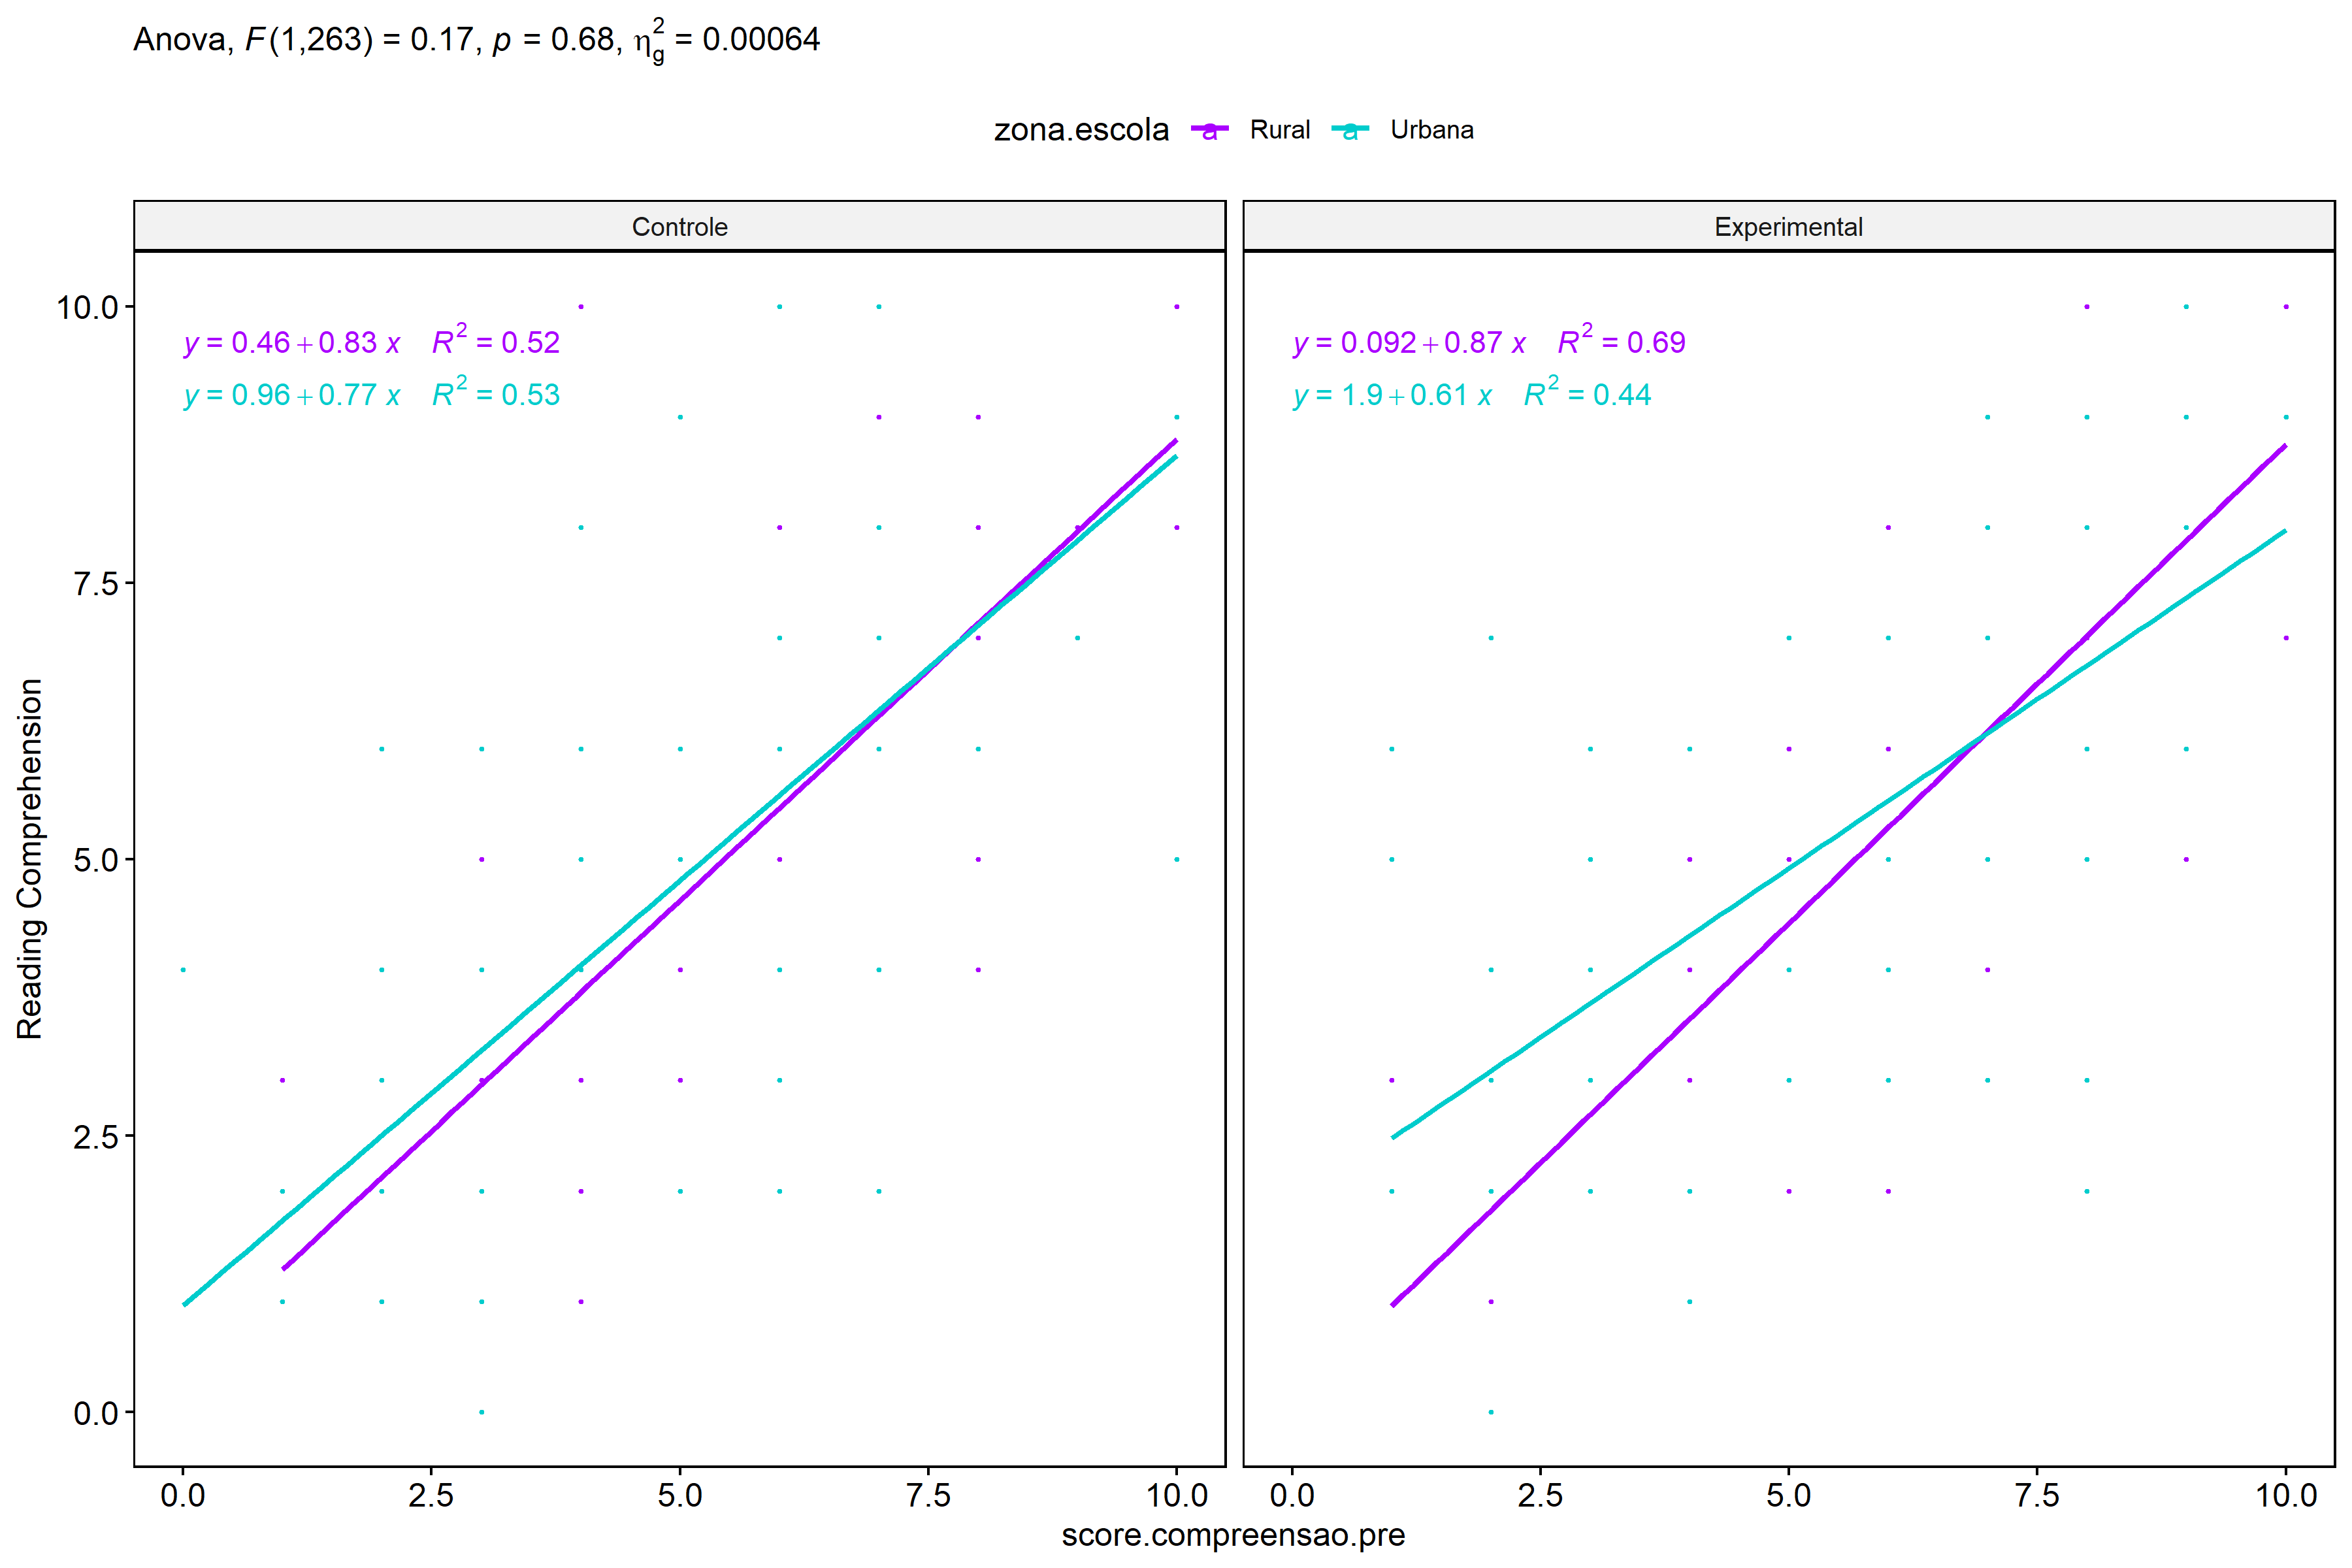 Anova, F(1,263) = 0.17, p = 0.68, η²g = 0.00064
zona.escola a Rural a Urbana
Controle
Experimental
y = 0.46 + 0.83 x R² = 0.52
y = 0.96 + 0.77 x R² = 0.53
y = 0.092 + 0.87 x R² = 0.69
y = 1.9 + 0.61 x R² = 0.44
Reading Comprehension
10.0
7.5
5.0
2.5
0.0
0.0 2.5 5.0 7.5 10.0
0.0 2.5 5.0 7.5 10.0
score.compreensao.pre